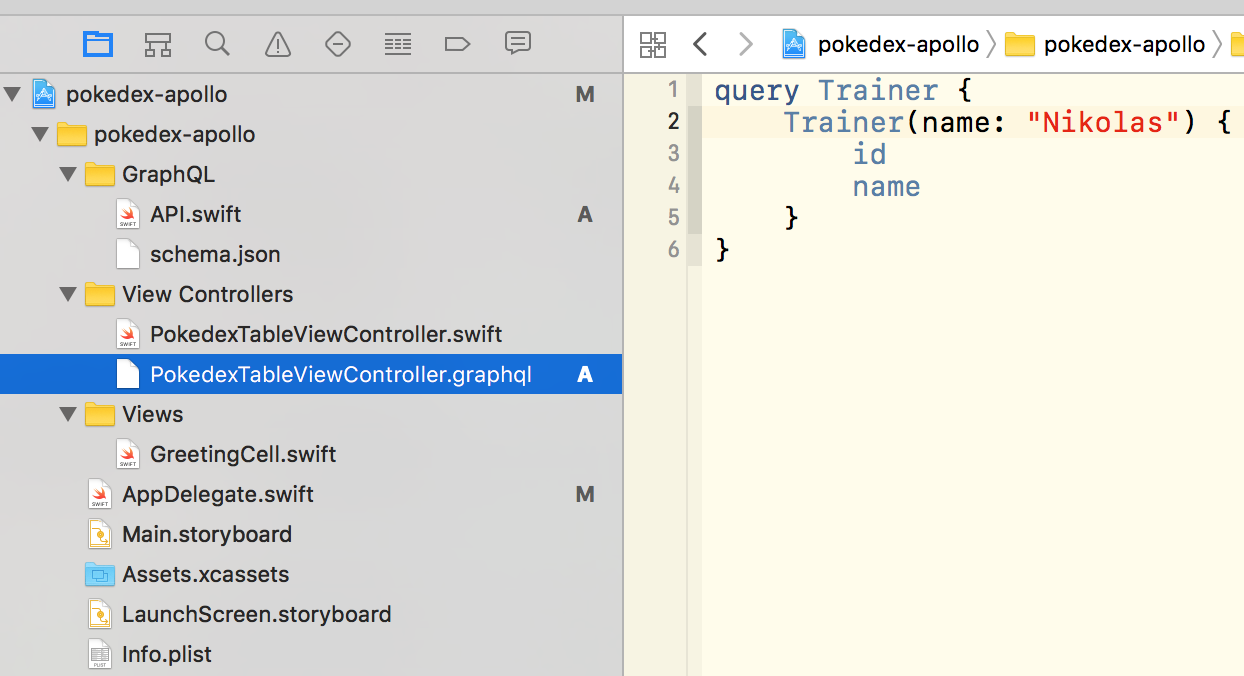 pokedex-apollo M
pokedex-apollo
GraphQL
API.swift A
schema.json
View Controllers
PokedexTableViewController.swift
PokedexTableViewController.graphql A
Views
GreetingCell.swift
AppDelegate.swift M
Main.storyboard
Assets.xcassets
LaunchScreen.storyboard
Info.plist
pokedex-apollo pokedex-apollo
1 query Trainer {
2 Trainer(name: "Nikolas") {
3 id
4 name
5 }
6 }